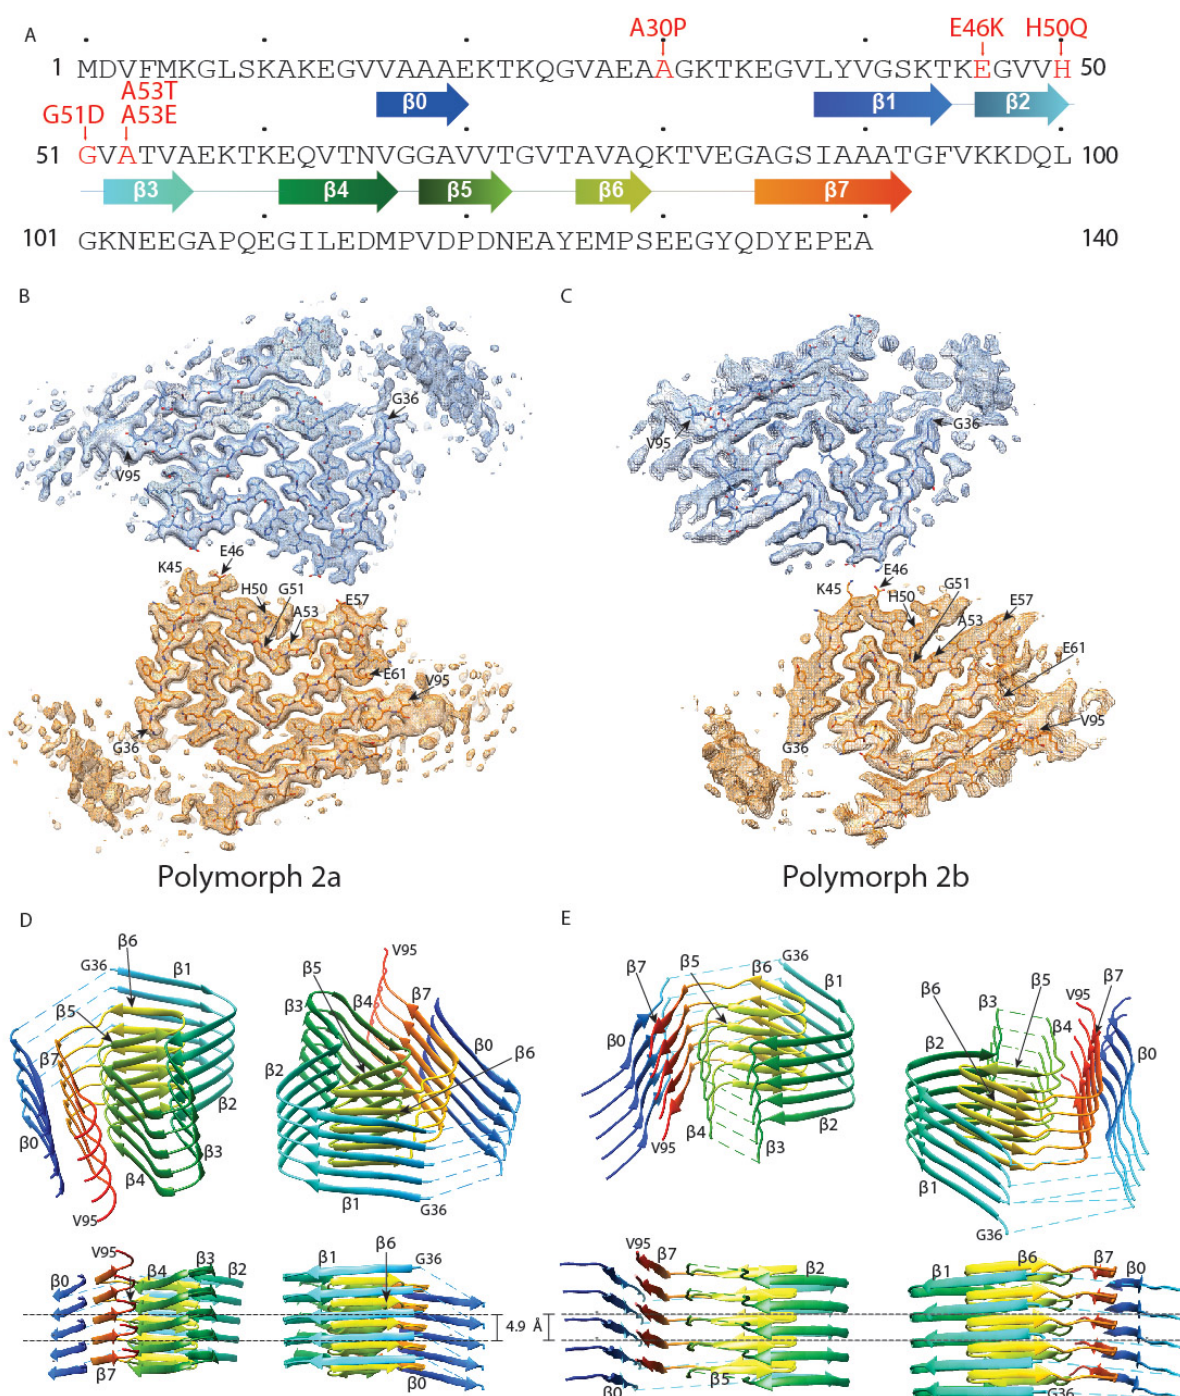 A
A30P E46K H50Q
1 MDVFMKGLSKAKEGVVAAAEKTKQGVAEAAGKTKEGVLYVGSKTKEGVVH 50
β0 β1 β2
A53T
G51D A53E
51 GVATVAEKTKEQVTNVGGAVVTGVTAVAQKTVEGAGSIAAATGFVKKDQL 100
β3 β4 β5 β6 β7
101 GKNEEGAPQEGILEDMPVDPDNEAYEMPSEEGYQDYEPEA 140
B
G36
V95
K45 E46
H50 G51
A53 E57
E61
V95
G36
Polymorph 2a
C
G36
V95
K45 E46
H50 G51
A53 E57
E61
V95
G36
Polymorph 2b
D
β6
G36 β1
β5
β7
β2
β0
β3
β4
V95
V95
β5
β3 β4 β7
β0
β2
β6
β1
G36
V95
β0 β4 β3 β2
β7
β1 β6
G36
β0
4.9 Å
E
β7 β5 β6 G36
β1
β0
β2
V95 β4 β3
β3 β5 V95 β7
β6 β4
β2 β0
β1
G36
V95 β7
β2
β5
β0
β6
β1 β7 β0
G36